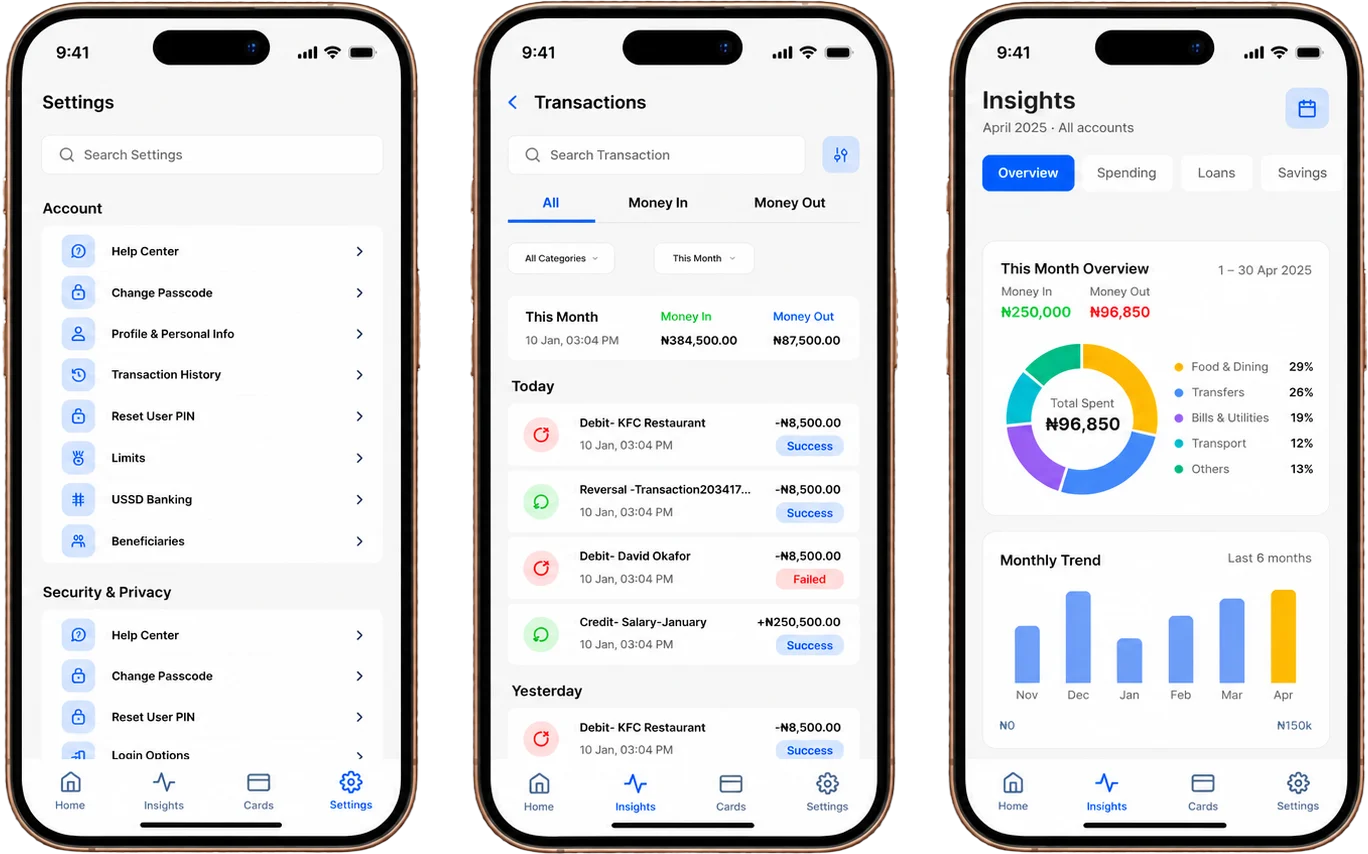 9:41
Settings
Search Settings
Account
Help Center
Change Passcode
Profile & Personal Info
Transaction History
Reset User PIN
Limits
USSD Banking
Beneficiaries
Security & Privacy
Help Center
Change Passcode
Reset User PIN
Login Options
Home Insights Cards Settings
9:41
Transactions
Search Transaction
All Money In Money Out
All Categories This Month
This Month Money In Money Out
10 Jan, 03:04 PM ₦384,500.00 ₦87,500.00
Today
Debit- KFC Restaurant -₦8,500.00
10 Jan, 03:04 PM Success
Reversal -Transaction203417... -₦8,500.00
10 Jan, 03:04 PM Success
Debit- David Okafor -₦8,500.00
10 Jan, 03:04 PM Failed
Credit- Salary-January +₦250,500.00
10 Jan, 03:04 PM Success
Yesterday
Debit- KFC Restaurant -₦8,500.00
10 Jan, 03:04 PM Success
Home Insights Cards Settings
9:41
Insights
April 2025 · All accounts
Overview Spending Loans Savings
This Month Overview 1 – 30 Apr 2025
Money In Money Out
₦250,000 ₦96,850
Total Spent
₦96,850
Food & Dining 29%
Transfers 26%
Bills & Utilities 19%
Transport 12%
Others 13%
Monthly Trend Last 6 months
Nov Dec Jan Feb Mar Apr
₦0 ₦150k
Home Insights Cards Settings